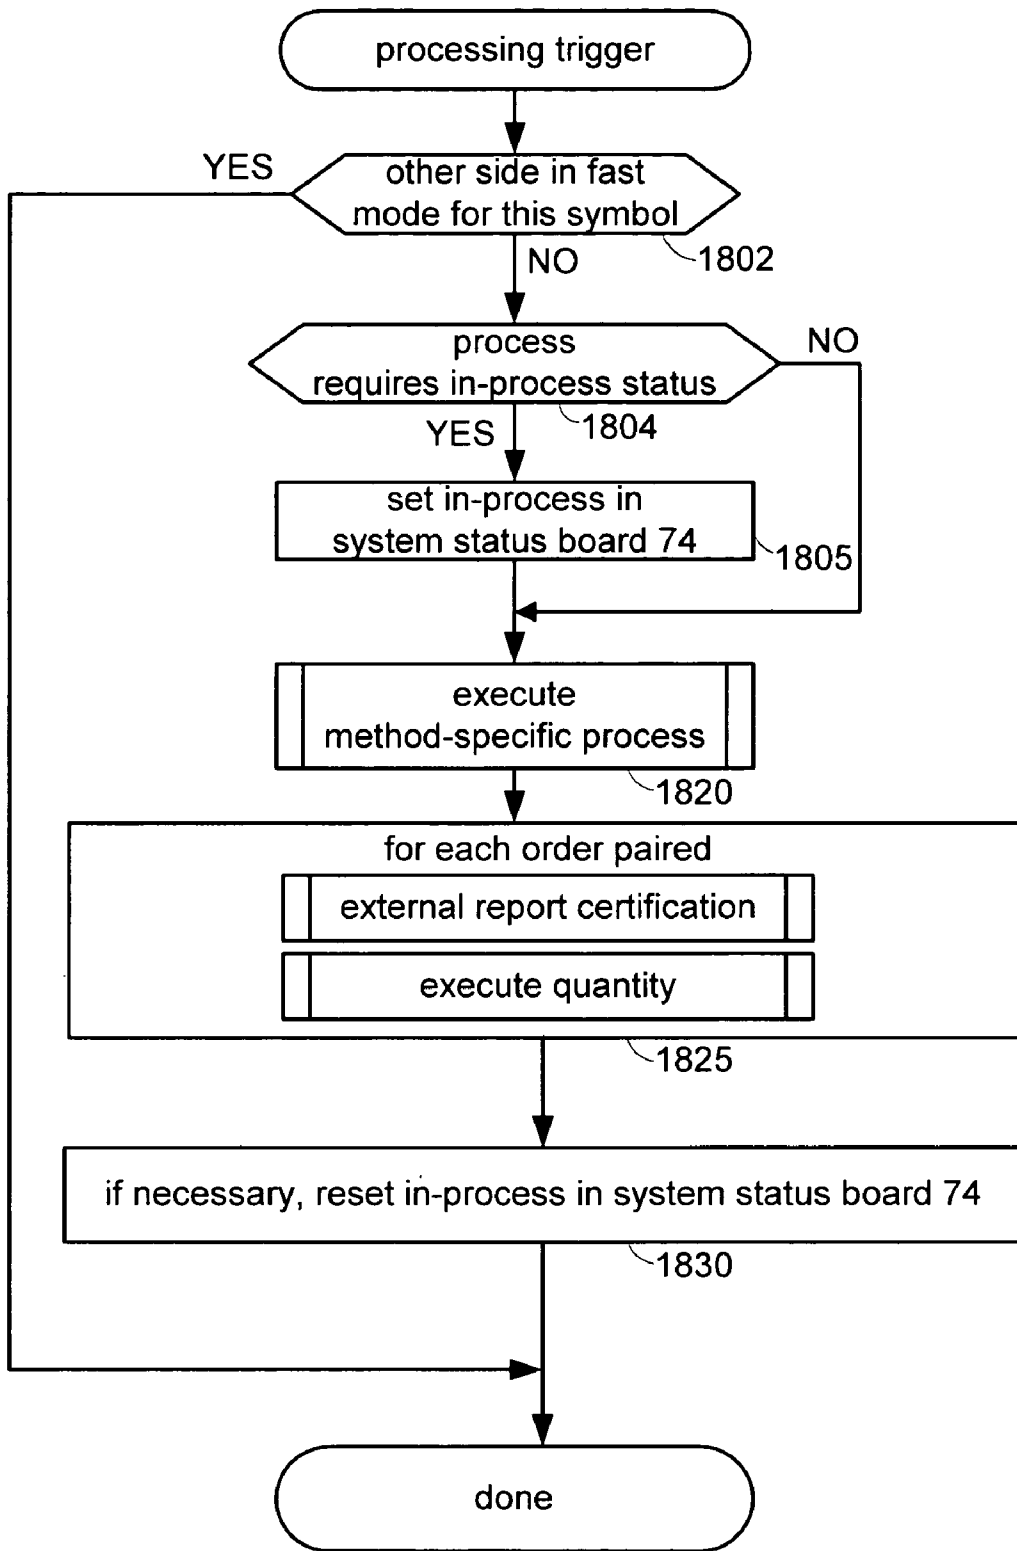 processing trigger
YES
other side in fast
mode for this symbol
1802
NO
process
requires in-process status
NO
1804
YES
set in-process in
system status board 74
1805
execute
method-specific process
1820
for each order paired
external report certification
execute quantity
1825
if necessary, reset in-process in system status board 74
1830
done